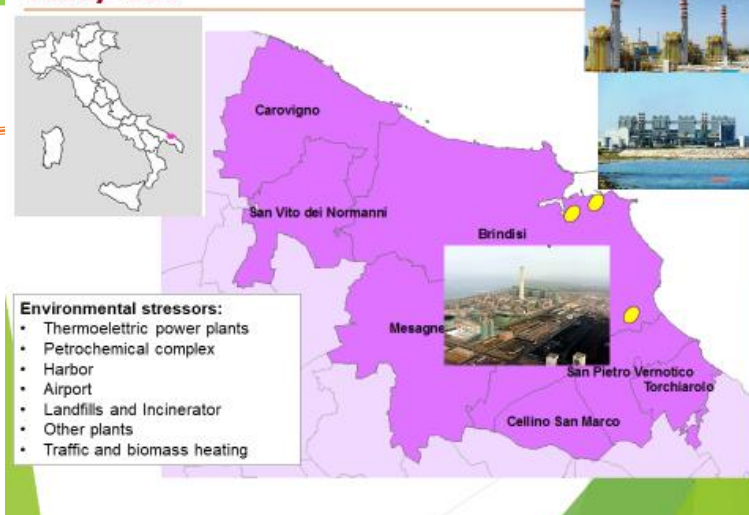 Carovigno
San Vito dei Normanni
Brindisi
Environmental stressors:
• Thermoelettric power plants
• Petrochemical complex
• Harbor
• Airport
• Landfills and Incinerator
• Other plants
• Traffic and biomass heating
Mesagne
San Pietro Vernotico
Torchiarolo
Cellino San Marco